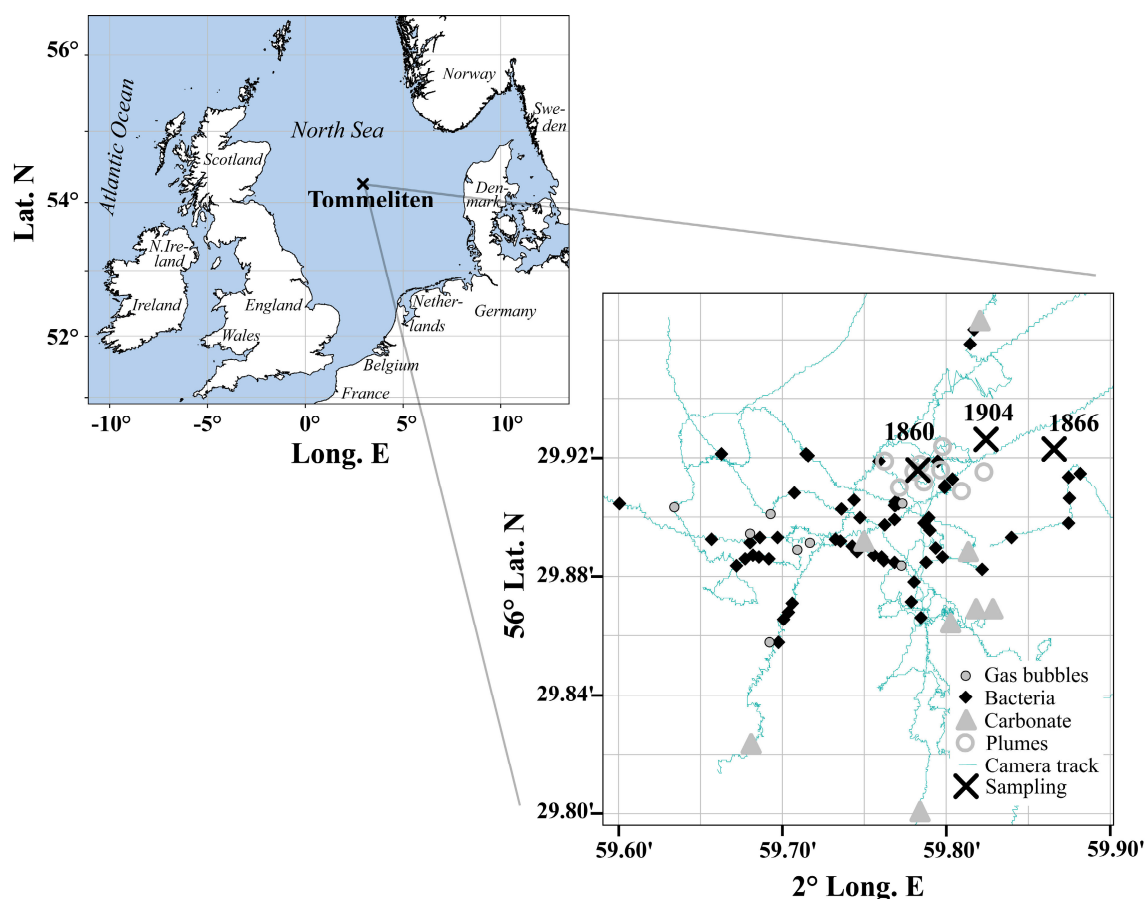 56°
54°
52°
Lat. N
-10°
-5°
0°
5°
10°
Long. E
Atlantic Ocean
North Sea
Norway
Swe-
den
Scotland
Tommeliten
Den-
mark
N.Ire-
land
Ireland
England
Wales
Nether-
lands
Germany
Belgium
France
1860
1904
1866
29.92'
29.88'
29.84'
29.80'
56° Lat. N
Gas bubbles
Bacteria
Carbonate
Plumes
Camera track
Sampling
59.60'
59.70'
59.80'
59.90'
2° Long. E